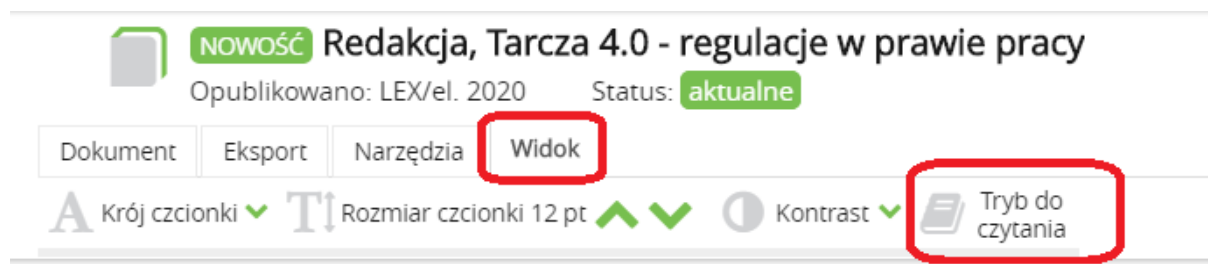 NOWOŚĆ Redakcja, Tarcza 4.0 - regulacje w prawie pracy
Opublikowano: LEX/el. 2020 Status: aktualne
Dokument Eksport Narzędzia Widok
A Krój czcionki T Rozmiar czcionki 12 pt Kontrast Tryb do
czytania